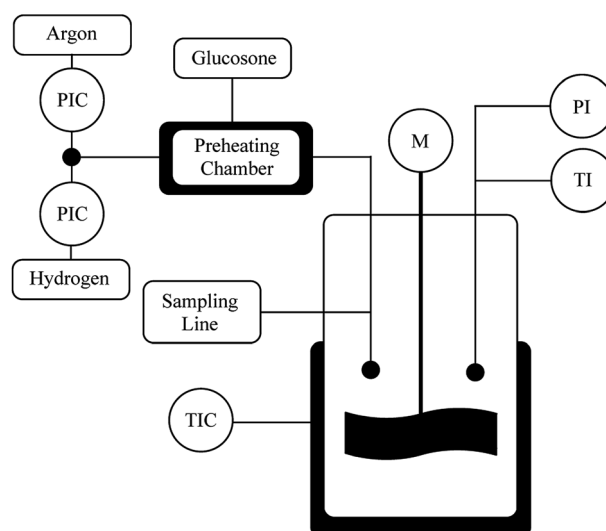 Argon
Glucosone
PIC
PI
M
Preheating
Chamber
TI
PIC
Hydrogen
Sampling
Line
TIC